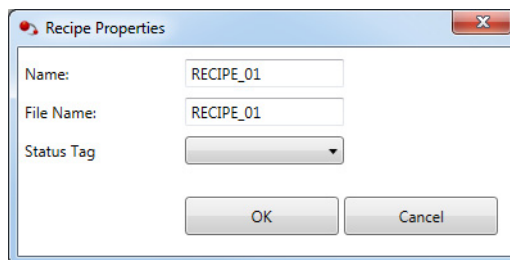 Recipe Properties
Name: RECIPE_01
File Name: RECIPE_01
Status Tag
OK Cancel